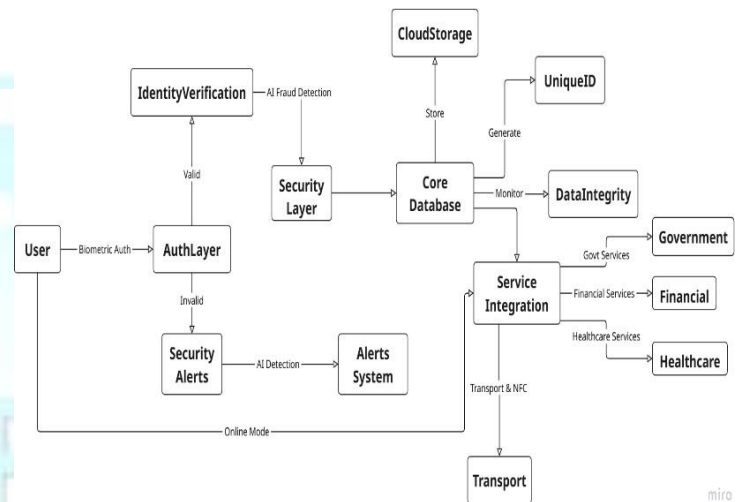 CloudStorage
IdentityVerification
AI Fraud Detection
UniqueID
Store
Generate
Valid
Security
Layer
Core
Database
Monitor
DataIntegrity
User
Biometric Auth
AuthLayer
Government
Govt Services
Service
Integration
Financial Services
Financial
Invalid
Healthcare Services
Healthcare
Security
Alerts
AI Detection
Alerts
System
Transport & NFC
Online Mode
Transport
miro